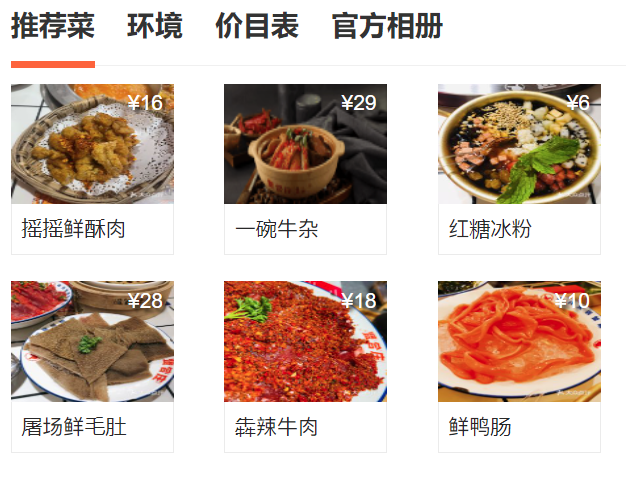 推荐菜 环境 价目表 官方相册
¥16 ¥29 ¥6
摇摇鲜酥肉 一碗牛杂 红糖冰粉
¥28 ¥18 ¥10
屠场鲜毛肚 犇辣牛肉 鲜鸭肠